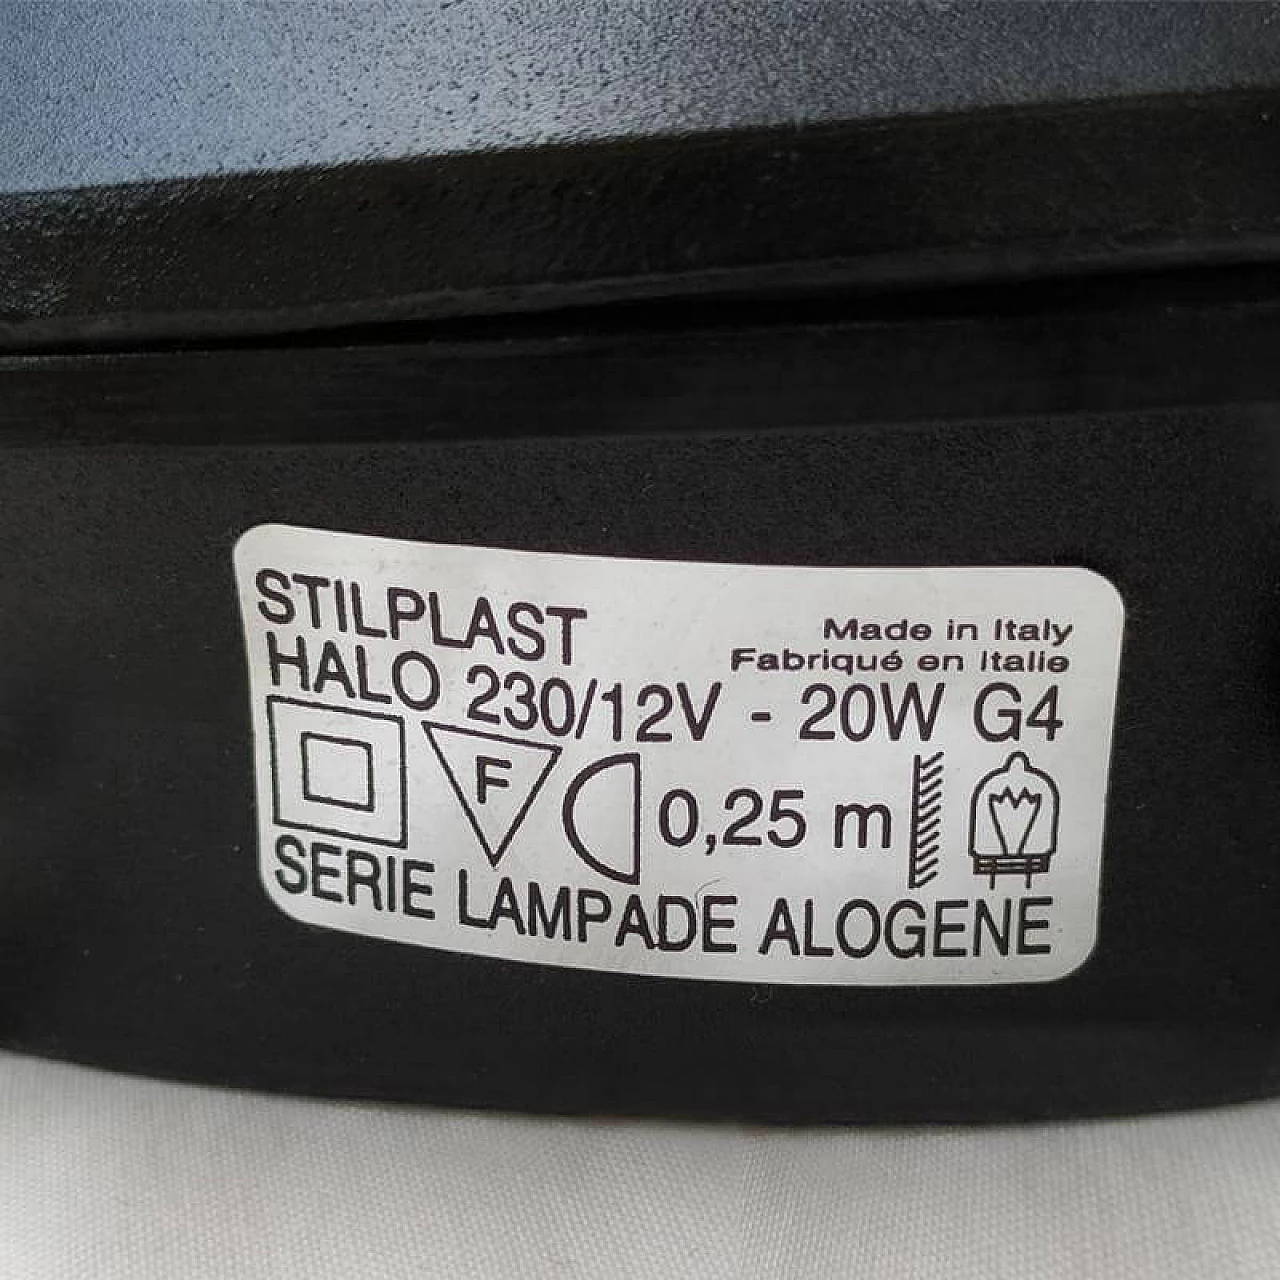 STILPLAST
Made in Italy
Fabriqué en Italie
HALO 230/12V - 20W G4
F
0,25 m
SERIE LAMPADE ALOGENE